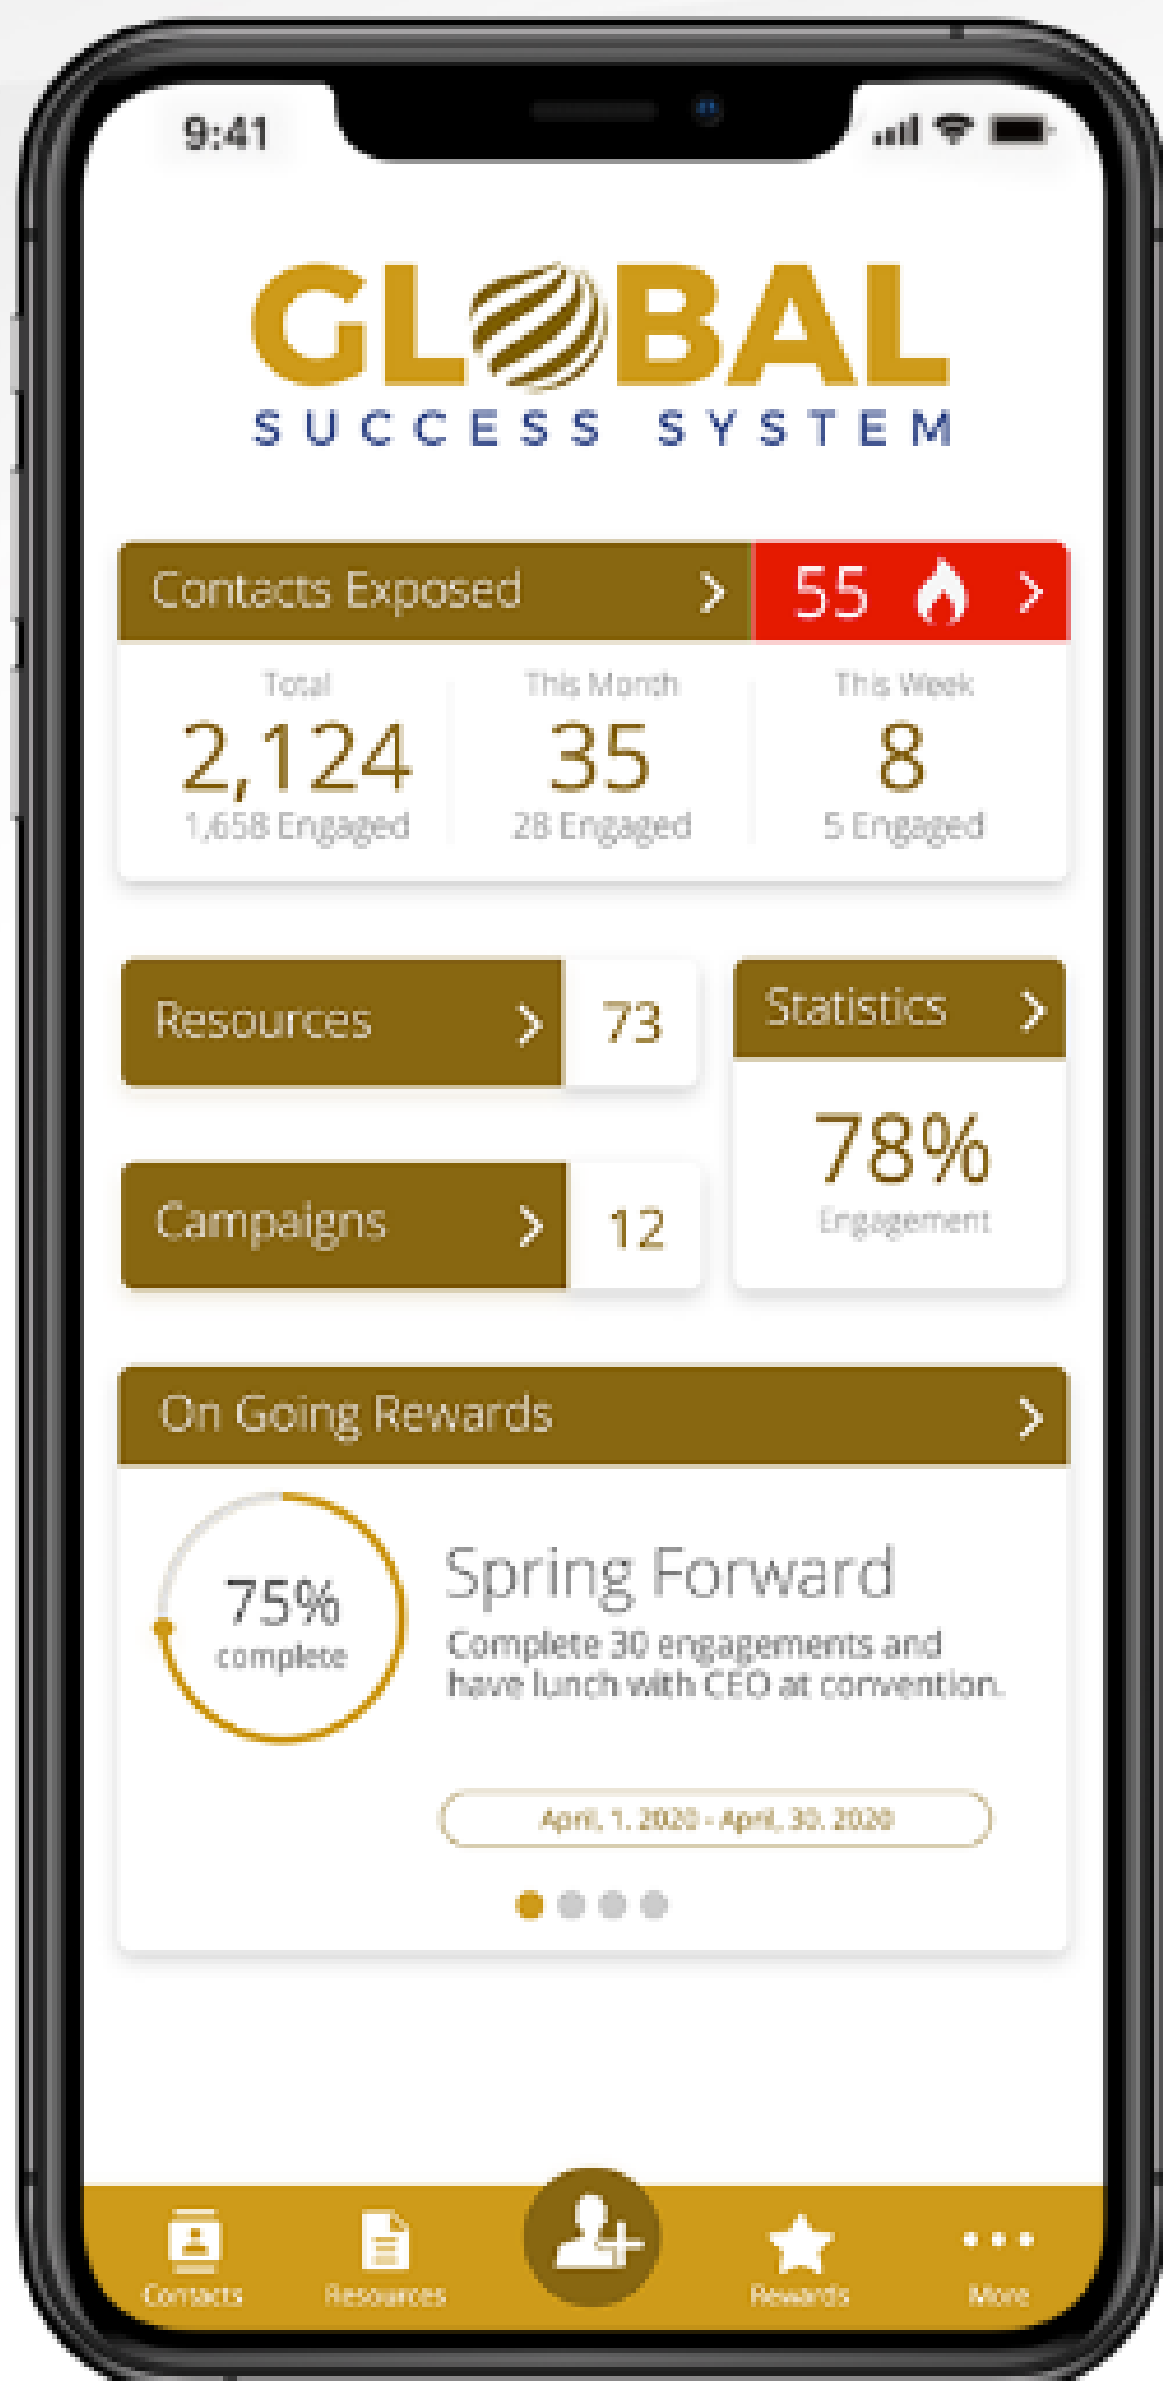 9:41
GLOBAL
SUCCESS SYSTEM
Contacts Exposed
55
Total
This Month
This Week
2,124
35
8
1,658 Engaged
28 Engaged
5 Engaged
Resources
73
Statistics
78%
Engagement
Campaigns
12
On Going Rewards
75%
complete
Spring Forward
Complete 30 engagements and
have lunch with CEO at convention.
April, 1. 2020 - April, 30. 2020
Contacts
Resources
Rewards
More